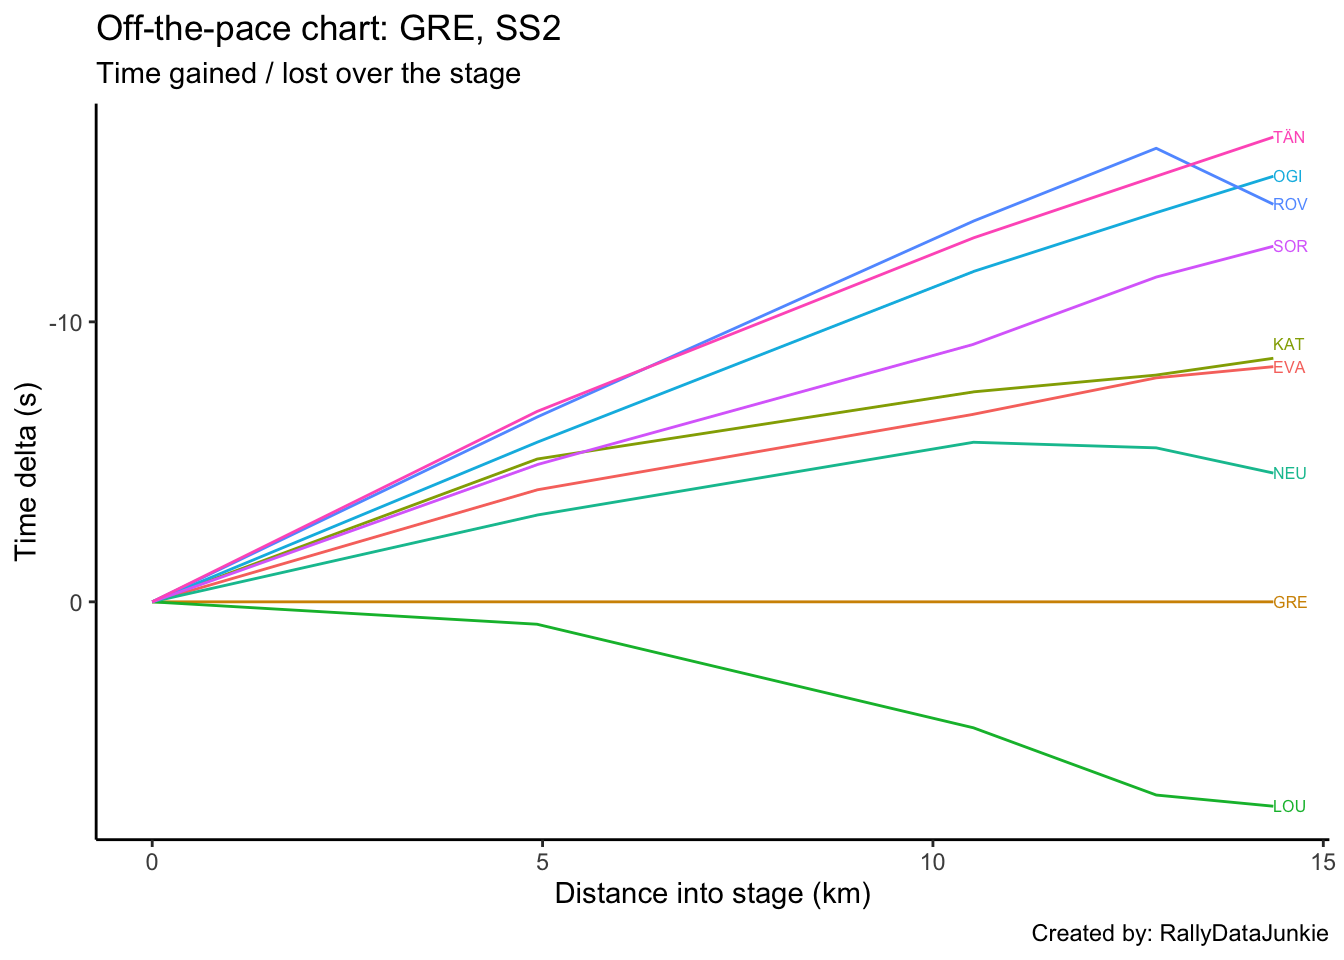 Off-the-pace chart: GRE, SS2
Time gained / lost over the stage
TÄN
OGI
ROV
SOR
-10
KAT
EVA
Time delta (s)
NEU
0
GRE
LOU
0 5 10 15
Distance into stage (km)
Created by: RallyDataJunkie